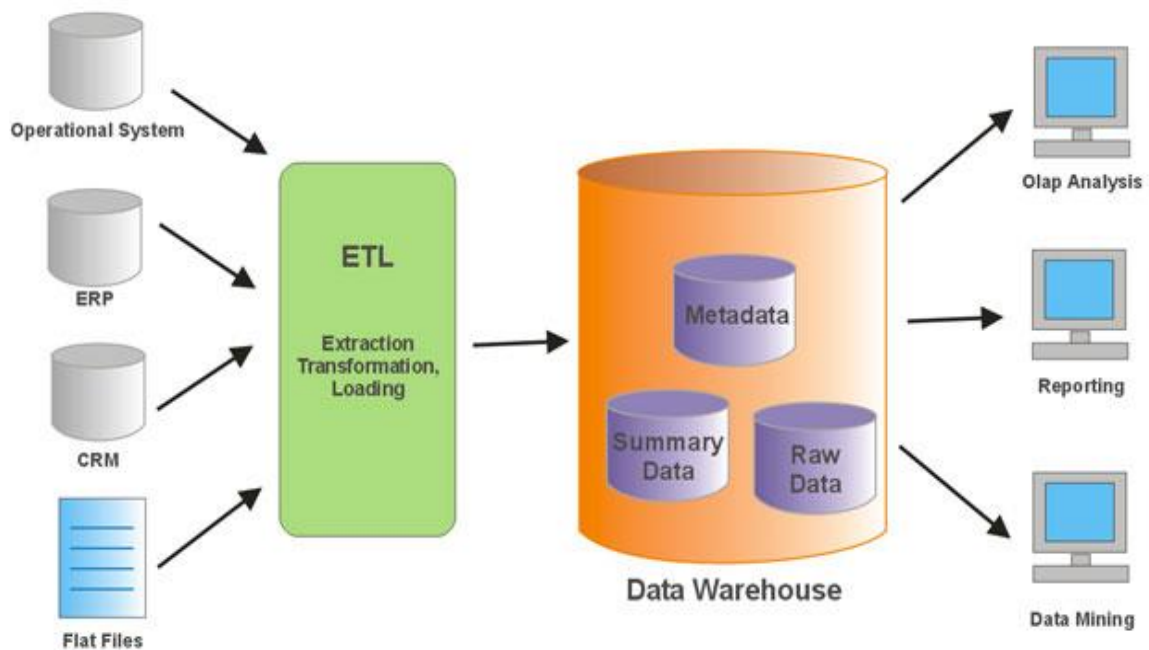 Operational System
ERP
CRM
Flat Files
ETL
Extraction
Transformation,
Loading
Metadata
Summary
Data
Raw
Data
Data Warehouse
Olap Analysis
Reporting
Data Mining